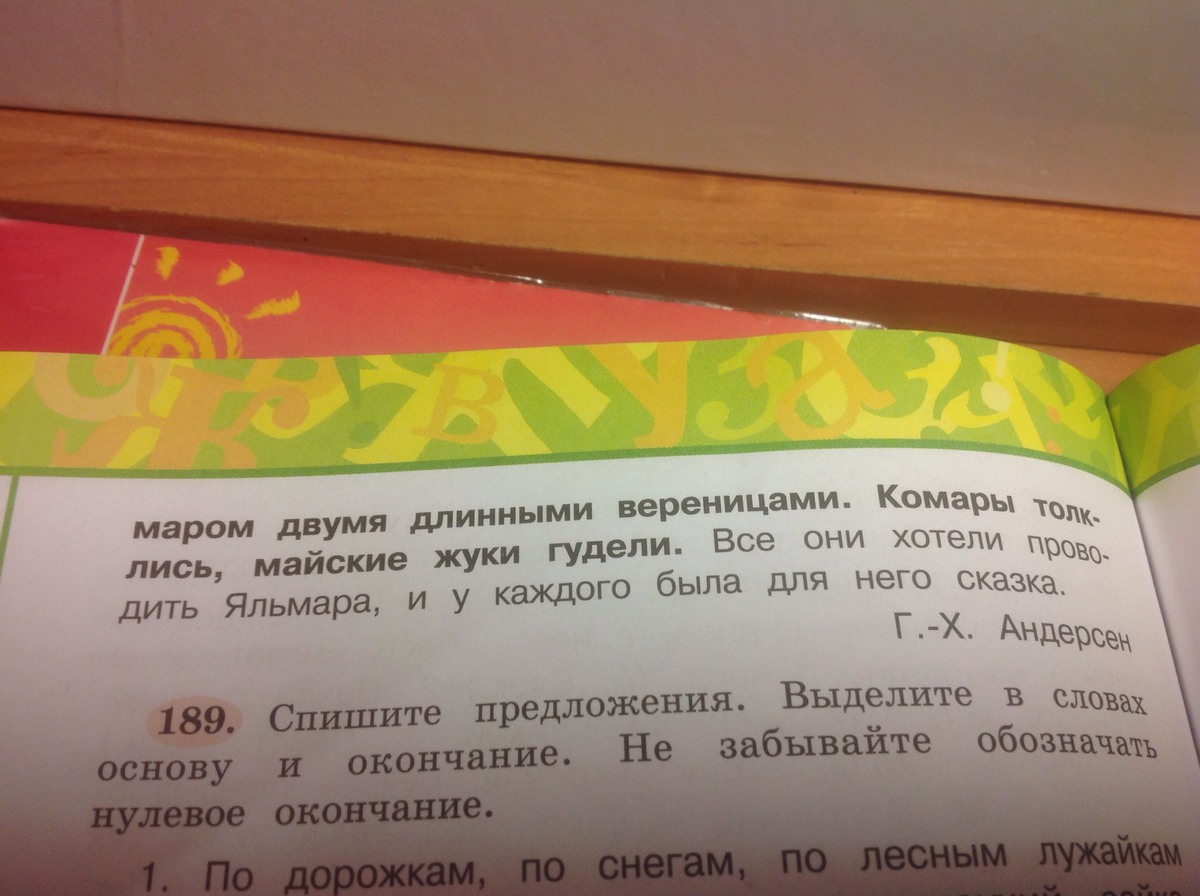 маром двумя длинными вереницами. Комары толк-
лись, майские жуки гудели. Все они хотели прово-
дить Яльмара, и у каждого была для него сказка.
Г.-Х. Андерсен
189. Спишите предложения. Выделите в словах
основу и окончание. Не забывайте обозначать
нулевое окончание.
1. По дорожкам, по снегам, по лесным лужайкам